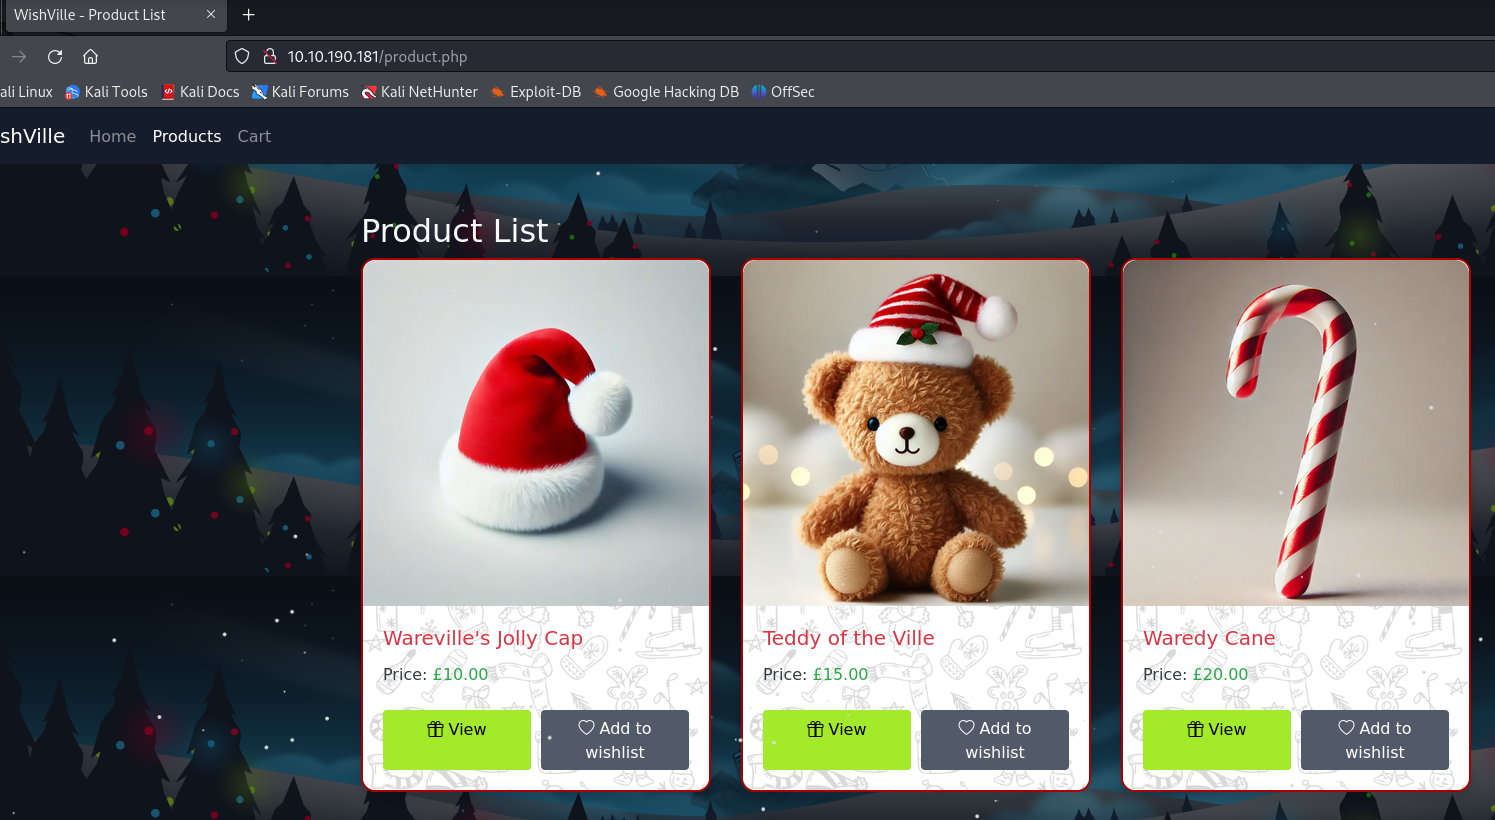 WishVille - Product List
10.10.190.181/product.php
ali Linux Kali Tools Kali Docs Kali Forums Kali NetHunter Exploit-DB Google Hacking DB OffSec
shVille Home Products Cart
Product List
Wareville's Jolly Cap
Price: £10.00
View
Add to
wishlist
Teddy of the Ville
Price: £15.00
View
Add to
wishlist
Waredy Cane
Price: £20.00
View
Add to
wishlist